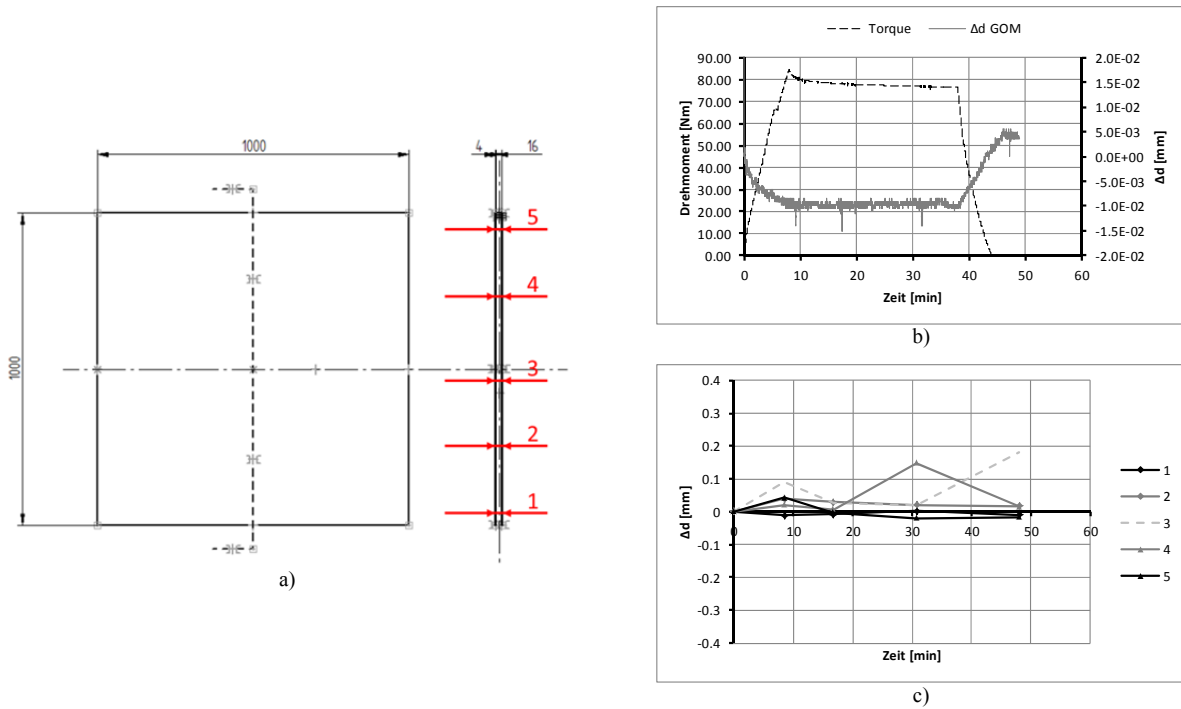 1000
4
16
1000
5
4
3
2
1
a)
Torque
Δd GOM
90.00
80.00
70.00
60.00
50.00
40.00
30.00
20.00
10.00
0.00
Drehmoment [Nm]
2.0E-02
1.5E-02
1.0E-02
5.0E-03
0.0E+00
-5.0E-03
-1.0E-02
-1.5E-02
-2.0E-02
Δd [mm]
0 10 20 30 40 50 60
Zeit [min]
b)
0.4
0.3
0.2
0.1
0
-0.1
-0.2
-0.3
-0.4
Δd [mm]
0 10 20 30 40 50 60
Zeit [min]
1
2
3
4
5
c)